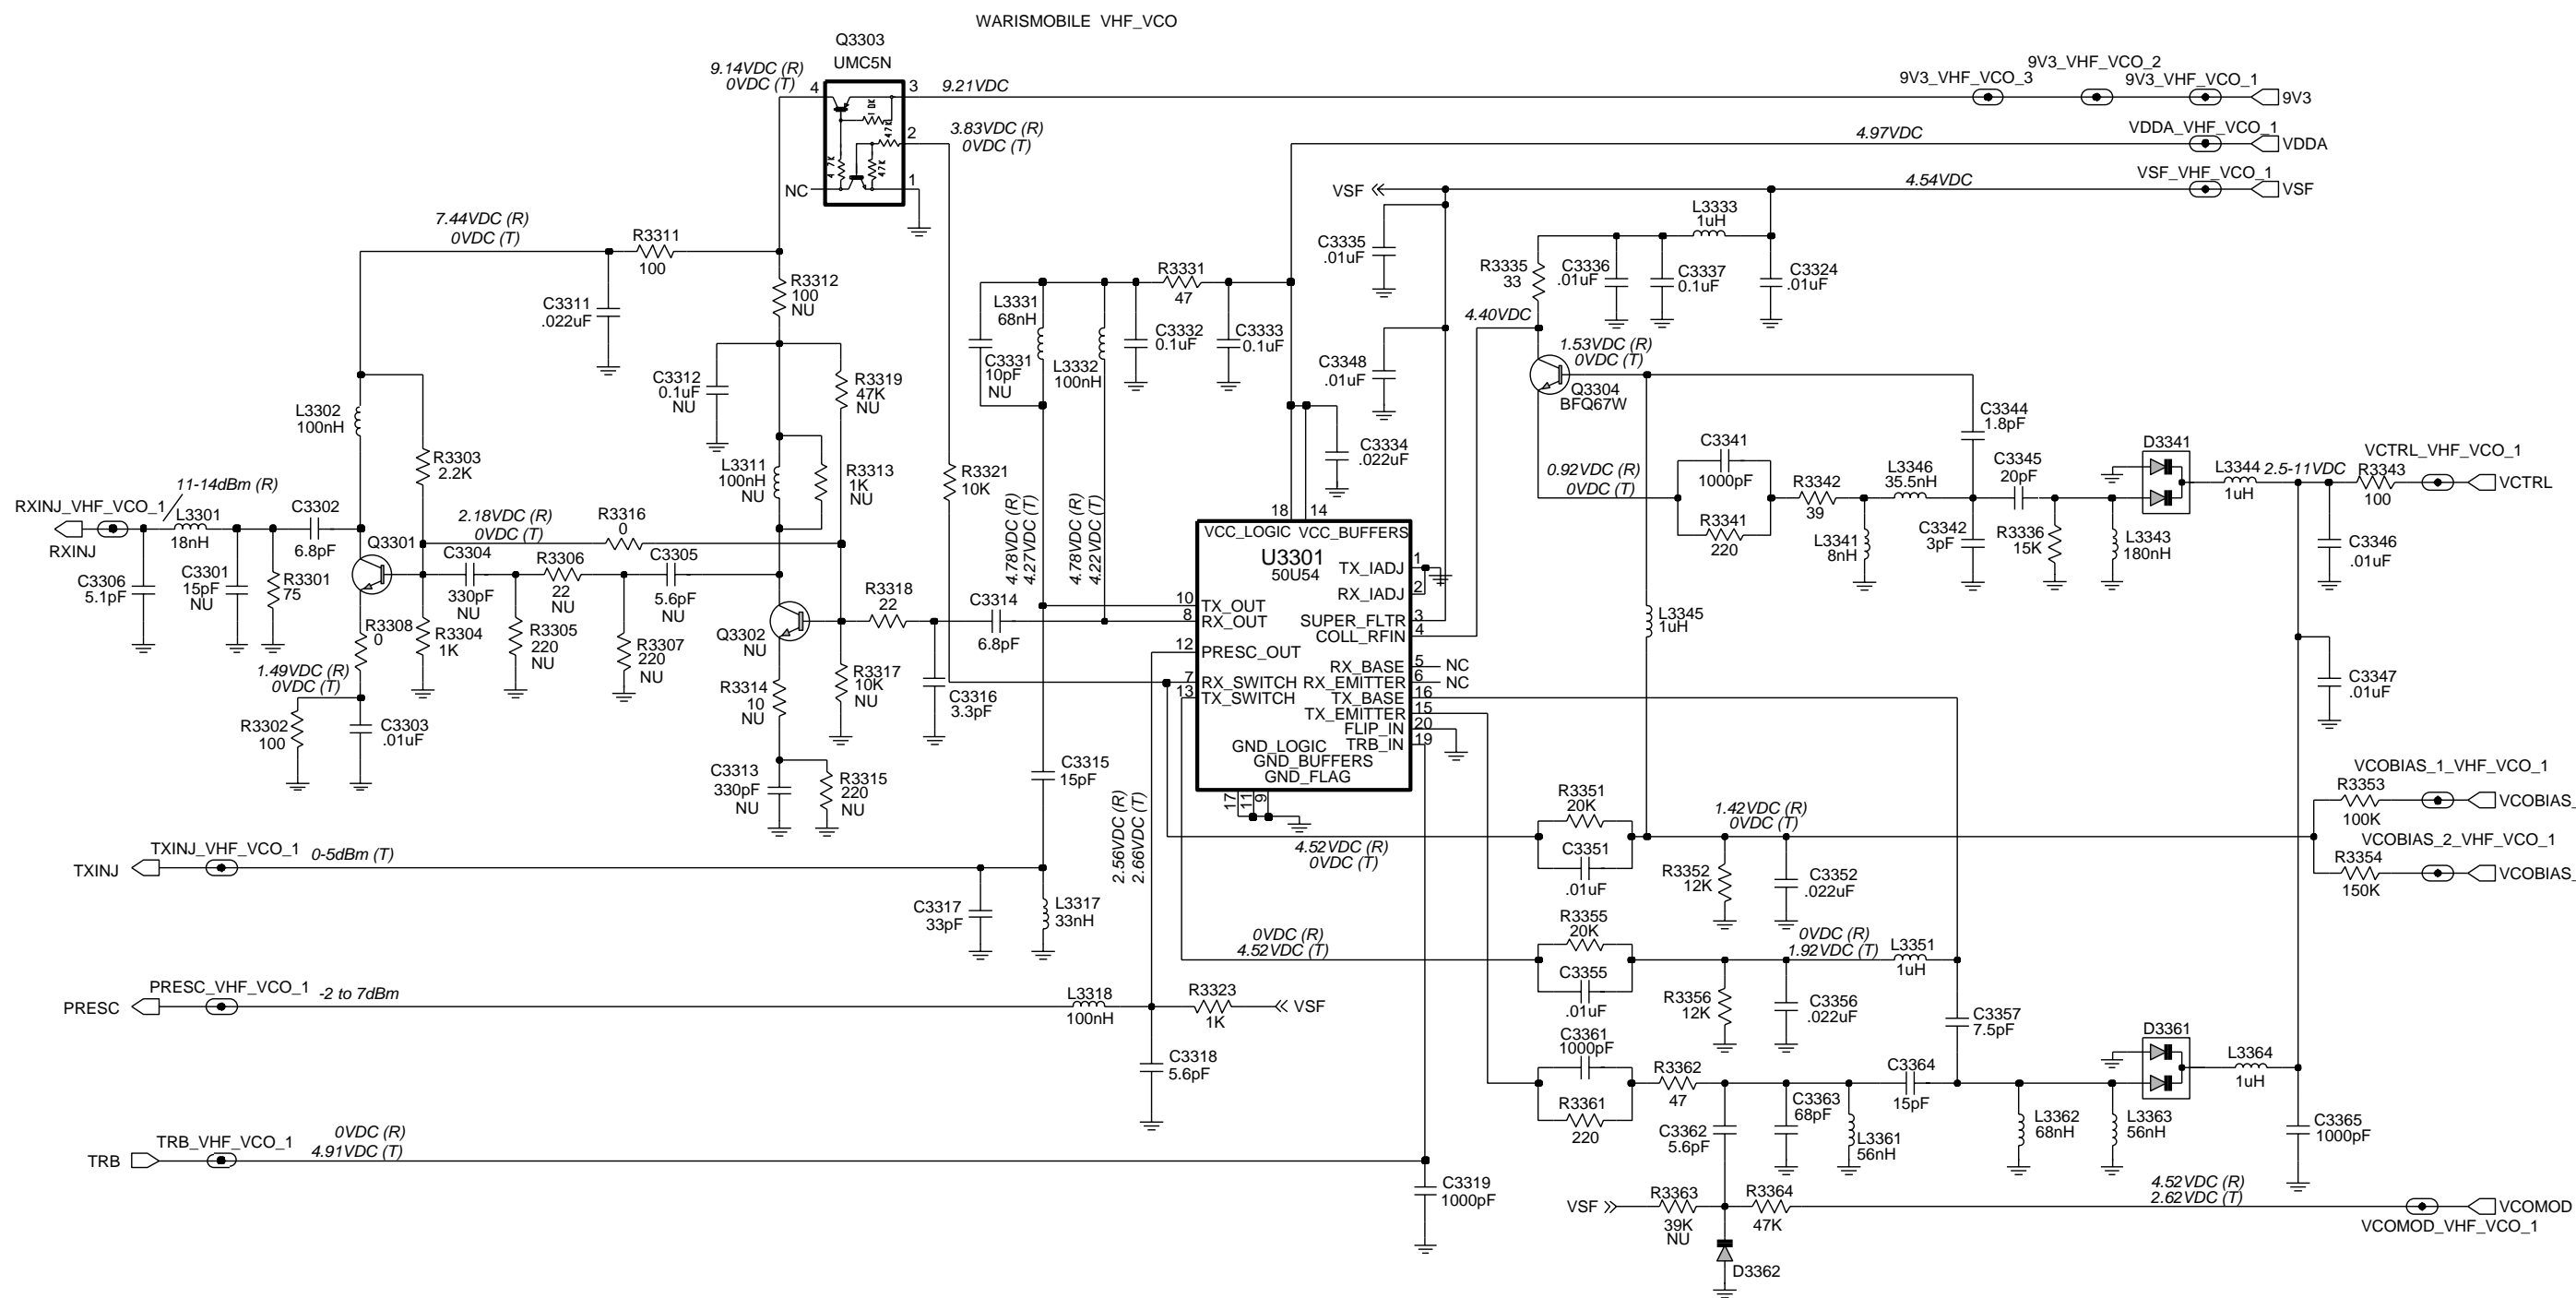 WARISMOBILE VHF_VCO
Q3303
UMC5N
9.14VDC (R)
0VDC (T)
4
3
2
1
10K
47K
4.7K
47K
NC
9.21VDC
3.83VDC (R)
0VDC (T)
9V3_VHF_VCO_3
9V3_VHF_VCO_2
9V3_VHF_VCO_1
9V3
4.97VDC
VDDA_VHF_VCO_1
VDDA
VSF
4.54VDC
VSF_VHF_VCO_1
VSF
7.44VDC (R)
0VDC (T)
R3311
100
C3311
.022uF
R3312
100
NU
C3312
0.1uF
NU
R3319
47K
NU
L3302
100nH
R3303
2.2K
L3311
100nH
NU
R3313
1K
NU
R3321
10K
L3331
68nH
C3331
10pF
NU
L3332
100nH
R3331
47
C3332
0.1uF
C3333
0.1uF
C3335
.01uF
C3348
.01uF
C3334
.022uF
R3335
33
C3336
.01uF
C3337
0.1uF
L3333
1uH
C3324
.01uF
4.40VDC
1.53VDC (R)
0VDC (T)
Q3304
BFQ67W
0.92VDC (R)
0VDC (T)
C3341
1000pF
R3341
220
R3342
39
L3341
8nH
L3346
35.5nH
C3344
1.8pF
C3342
3pF
C3345
20pF
R3336
15K
L3343
180nH
D3341
L3344
1uH
2.5-11VDC
R3343
100
VCTRL_VHF_VCO_1
VCTRL
C3346
.01uF
C3347
.01uF
L3345
1uH
RXINJ_VHF_VCO_1
RXINJ
11-14dBm (R)
L3301
18nH
C3302
6.8pF
C3306
5.1pF
C3301
15pF
NU
R3301
75
Q3301
2.18VDC (R)
0VDC (T)
C3304
330pF
NU
R3316
0
R3306
22
NU
C3305
5.6pF
NU
R3308
0
R3304
1K
R3305
220
NU
R3307
220
NU
1.49VDC (R)
0VDC (T)
R3302
100
C3303
.01uF
Q3302
NU
R3318
22
C3314
6.8pF
R3314
10
NU
R3317
10K
NU
C3316
3.3pF
C3313
330pF
NU
R3315
220
NU
4.78VDC (R)
4.27VDC (T)
4.78VDC (R)
4.22VDC (T)
18
14
VCC_LOGIC
VCC_BUFFERS
U3301
50U54
10
TX_OUT
8
RX_OUT
12
PRESC_OUT
7
RX_SWITCH
13
TX_SWITCH
TX_IADJ
1
RX_IADJ
2
SUPER_FLTR
3
COLL_RFIN
4
RX_BASE
5
NC
RX_EMITTER
6
NC
TX_BASE
16
TX_EMITTER
15
FLIP_IN
20
TRB_IN
19
GND_LOGIC
GND_BUFFERS
GND_FLAG
17
11
9
C3315
15pF
2.56VDC (R)
2.66VDC (T)
TXINJ
TXINJ_VHF_VCO_1
0-5dBm (T)
C3317
33pF
L3317
33nH
4.52VDC (R)
0VDC (T)
R3351
20K
C3351
.01uF
1.42VDC (R)
0VDC (T)
R3352
12K
C3352
.022uF
VCOBIAS_1_VHF_VCO_1
R3353
100K
VCOBIAS_
VCOBIAS_2_VHF_VCO_1
R3354
150K
VCOBIAS_
0VDC (R)
4.52VDC (T)
R3355
20K
C3355
.01uF
0VDC (R)
1.92VDC (T)
L3351
1uH
R3356
12K
C3356
.022uF
PRESC
PRESC_VHF_VCO_1
-2 to 7dBm
L3318
100nH
R3323
1K
VSF
C3318
5.6pF
C3357
7.5pF
C3361
1000pF
R3361
220
R3362
47
C3362
5.6pF
C3363
68pF
L3361
56nH
C3364
15pF
L3362
68nH
L3363
56nH
D3361
L3364
1uH
C3365
1000pF
TRB
TRB_VHF_VCO_1
0VDC (R)
4.91VDC (T)
C3319
1000pF
VSF
R3363
39K
NU
R3364
47K
D3362
4.52VDC (R)
2.62VDC (T)
VCOMOD
VCOMOD_VHF_VCO_1